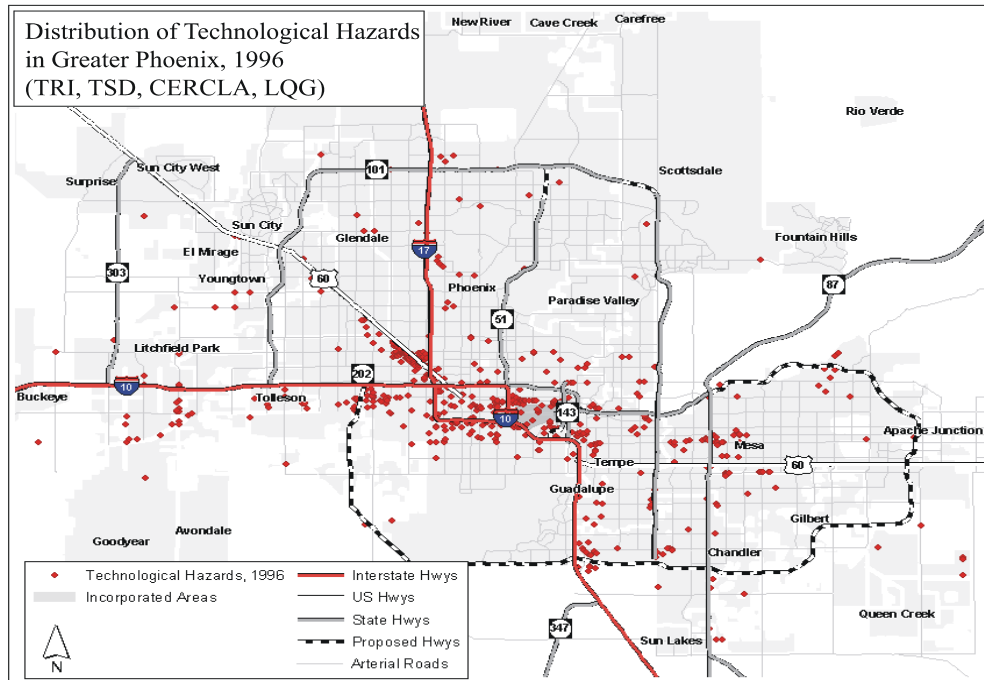 Distribution of Technological Hazards
in Greater Phoenix, 1996
(TRI, TSD, CERCLA, LQG)
New River
Cave Creek
Carefree
Rio Verde
Sun City West
Surprise
101
Scottsdale
Sun City
Glendale
El Mirage
17
Fountain Hills
303
Youngtown
60
Phoenix
87
Paradise Valley
51
Litchfield Park
202
10
Buckeye
Tolleson
143
10
Mesa
Apache Junction
Tempe
60
Guadalupe
Gilbert
Avondale
Goodyear
Chandler
Queen Creek
347
Sun Lakes
Technological Hazards, 1996
Incorporated Areas
Interstate Hwys
US Hwys
State Hwys
Proposed Hwys
Arterial Roads
N